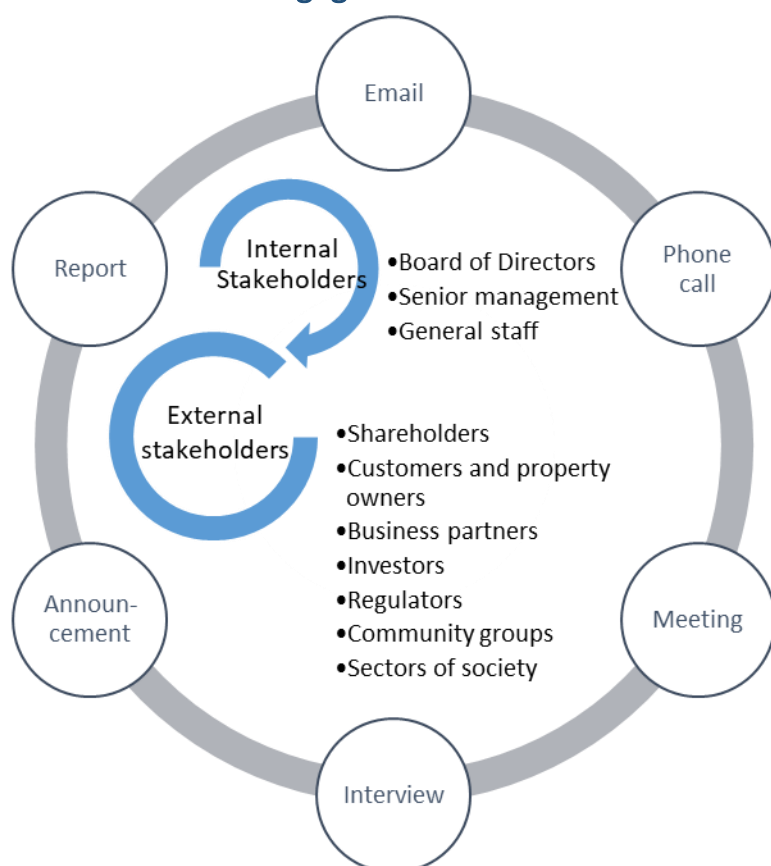 Email
Report
Phone
call
Internal
Stakeholders
•Board of Directors
•Senior management
•General staff
External
stakeholders
•Shareholders
•Customers and property
owners
•Business partners
•Investors
•Regulators
•Community groups
•Sectors of society
Announ-
cement
Meeting
Interview